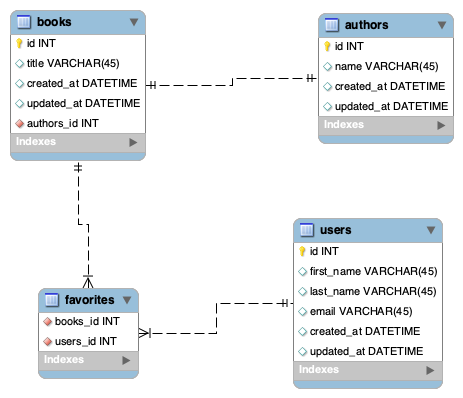 books
id INT
title VARCHAR(45)
created_at DATETIME
updated_at DATETIME
authors_id INT
Indexes
authors
id INT
name VARCHAR(45)
created_at DATETIME
updated_at DATETIME
Indexes
favorites
books_id INT
users_id INT
Indexes
users
id INT
first_name VARCHAR(45)
last_name VARCHAR(45)
email VARCHAR(45)
created_at DATETIME
updated_at DATETIME
Indexes